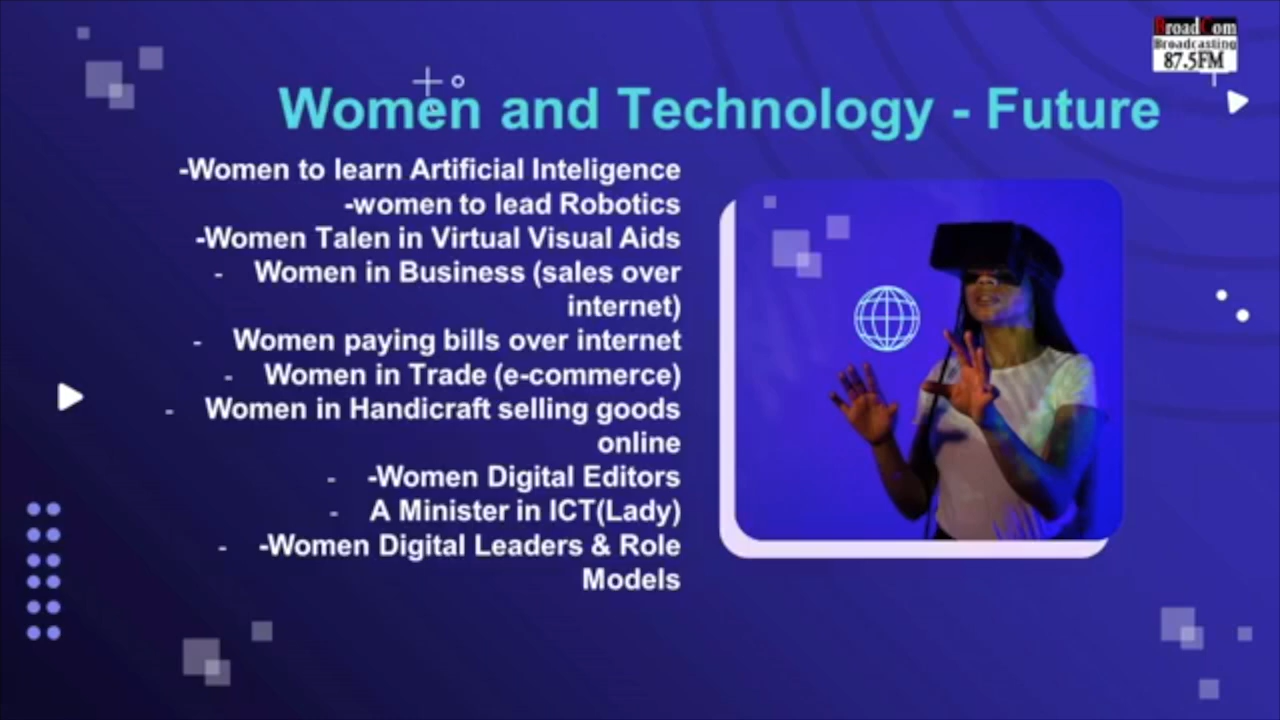 BroadCom
Broadcasting
87.5FM
Women and Technology - Future
-Women to learn Artificial Inteligence
-women to lead Robotics
-Women Talen in Virtual Visual Aids
- Women in Business (sales over
internet)
- Women paying bills over internet
- Women in Trade (e-commerce)
- Women in Handicraft selling goods
online
- -Women Digital Editors
- A Minister in ICT(Lady)
- -Women Digital Leaders & Role
Models